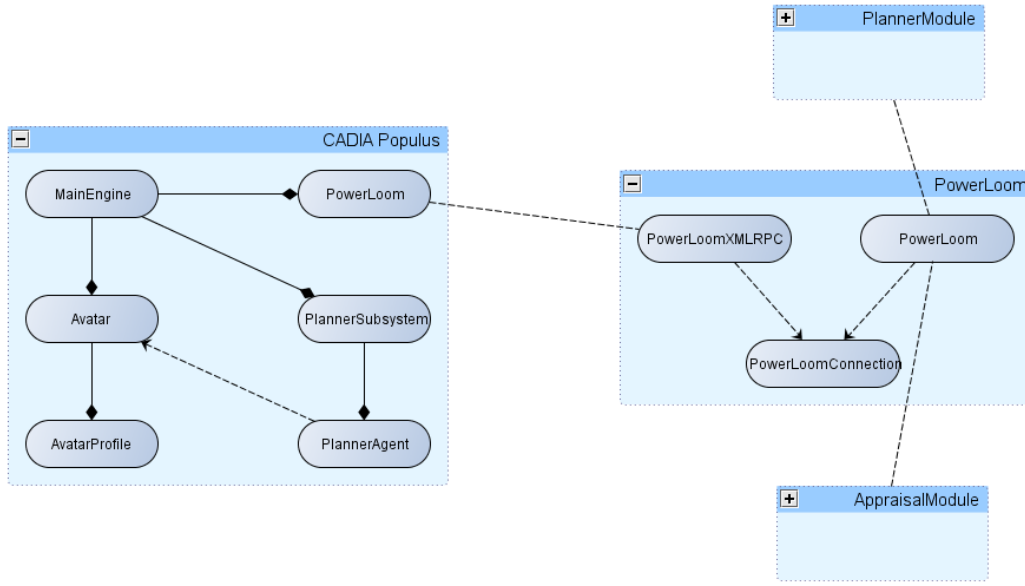 PlannerModule
CADIA Populus
MainEngine
PowerLoom
PowerLoom
PowerLoomXMLRPC
PowerLoom
Avatar
PlannerSubsystem
PowerLoomConnection
AvatarProfile
PlannerAgent
AppraisalModule